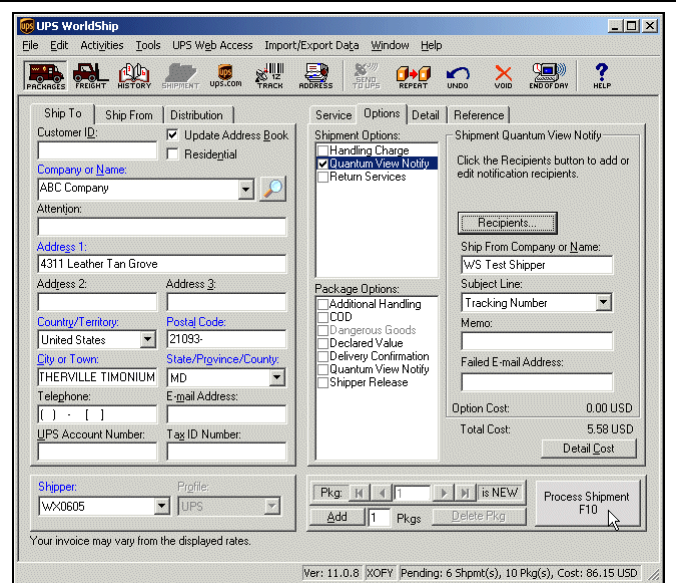 UPS WorldShip
File Edit Activities Tools UPS Web Access Import/Export Data Window Help
PACKAGES FREIGHT HISTORY SHIPMENT ups.com TRACK ADDRESS SEND TO UPS REPEAT UNDO VOID END OF DAY HELP
Ship To Ship From Distribution
Customer ID:
Update Address Book
Residential
Company or Name:
ABC Company
Attention:
Address 1:
4311 Leather Tan Grove
Address 2: Address 3:
Country/Territory: Postal Code:
United States 21093-
City or Town: State/Province/County:
THERVILLE TIMONIUM MD
Telephone: E-mail Address:
( ) - [ ]
UPS Account Number: Tax ID Number:
Shipper: Profile:
WX0605 UPS
Your invoice may vary from the displayed rates.
Service Options Detail Reference
Shipment Options:
Handling Charge
Quantum View Notify
Return Services
Package Options:
Additional Handling
COD
Dangerous Goods
Declared Value
Delivery Confirmation
Quantum View Notify
Shipper Release
Shipment Quantum View Notify
Click the Recipients button to add or
edit notification recipients.
Recipients...
Ship From Company or Name:
WS Test Shipper
Subject Line:
Tracking Number
Memo:
Failed E-mail Address:
Option Cost: 0.00 USD
Total Cost: 5.58 USD
Detail Cost
Pkg: 1 is NEW
Add 1 Pkgs Delete Pkg
Process Shipment
F10
Ver: 11.0.8 XOFY Pending: 6 Shpmt(s), 10 Pkg(s), Cost: 86.15 USD